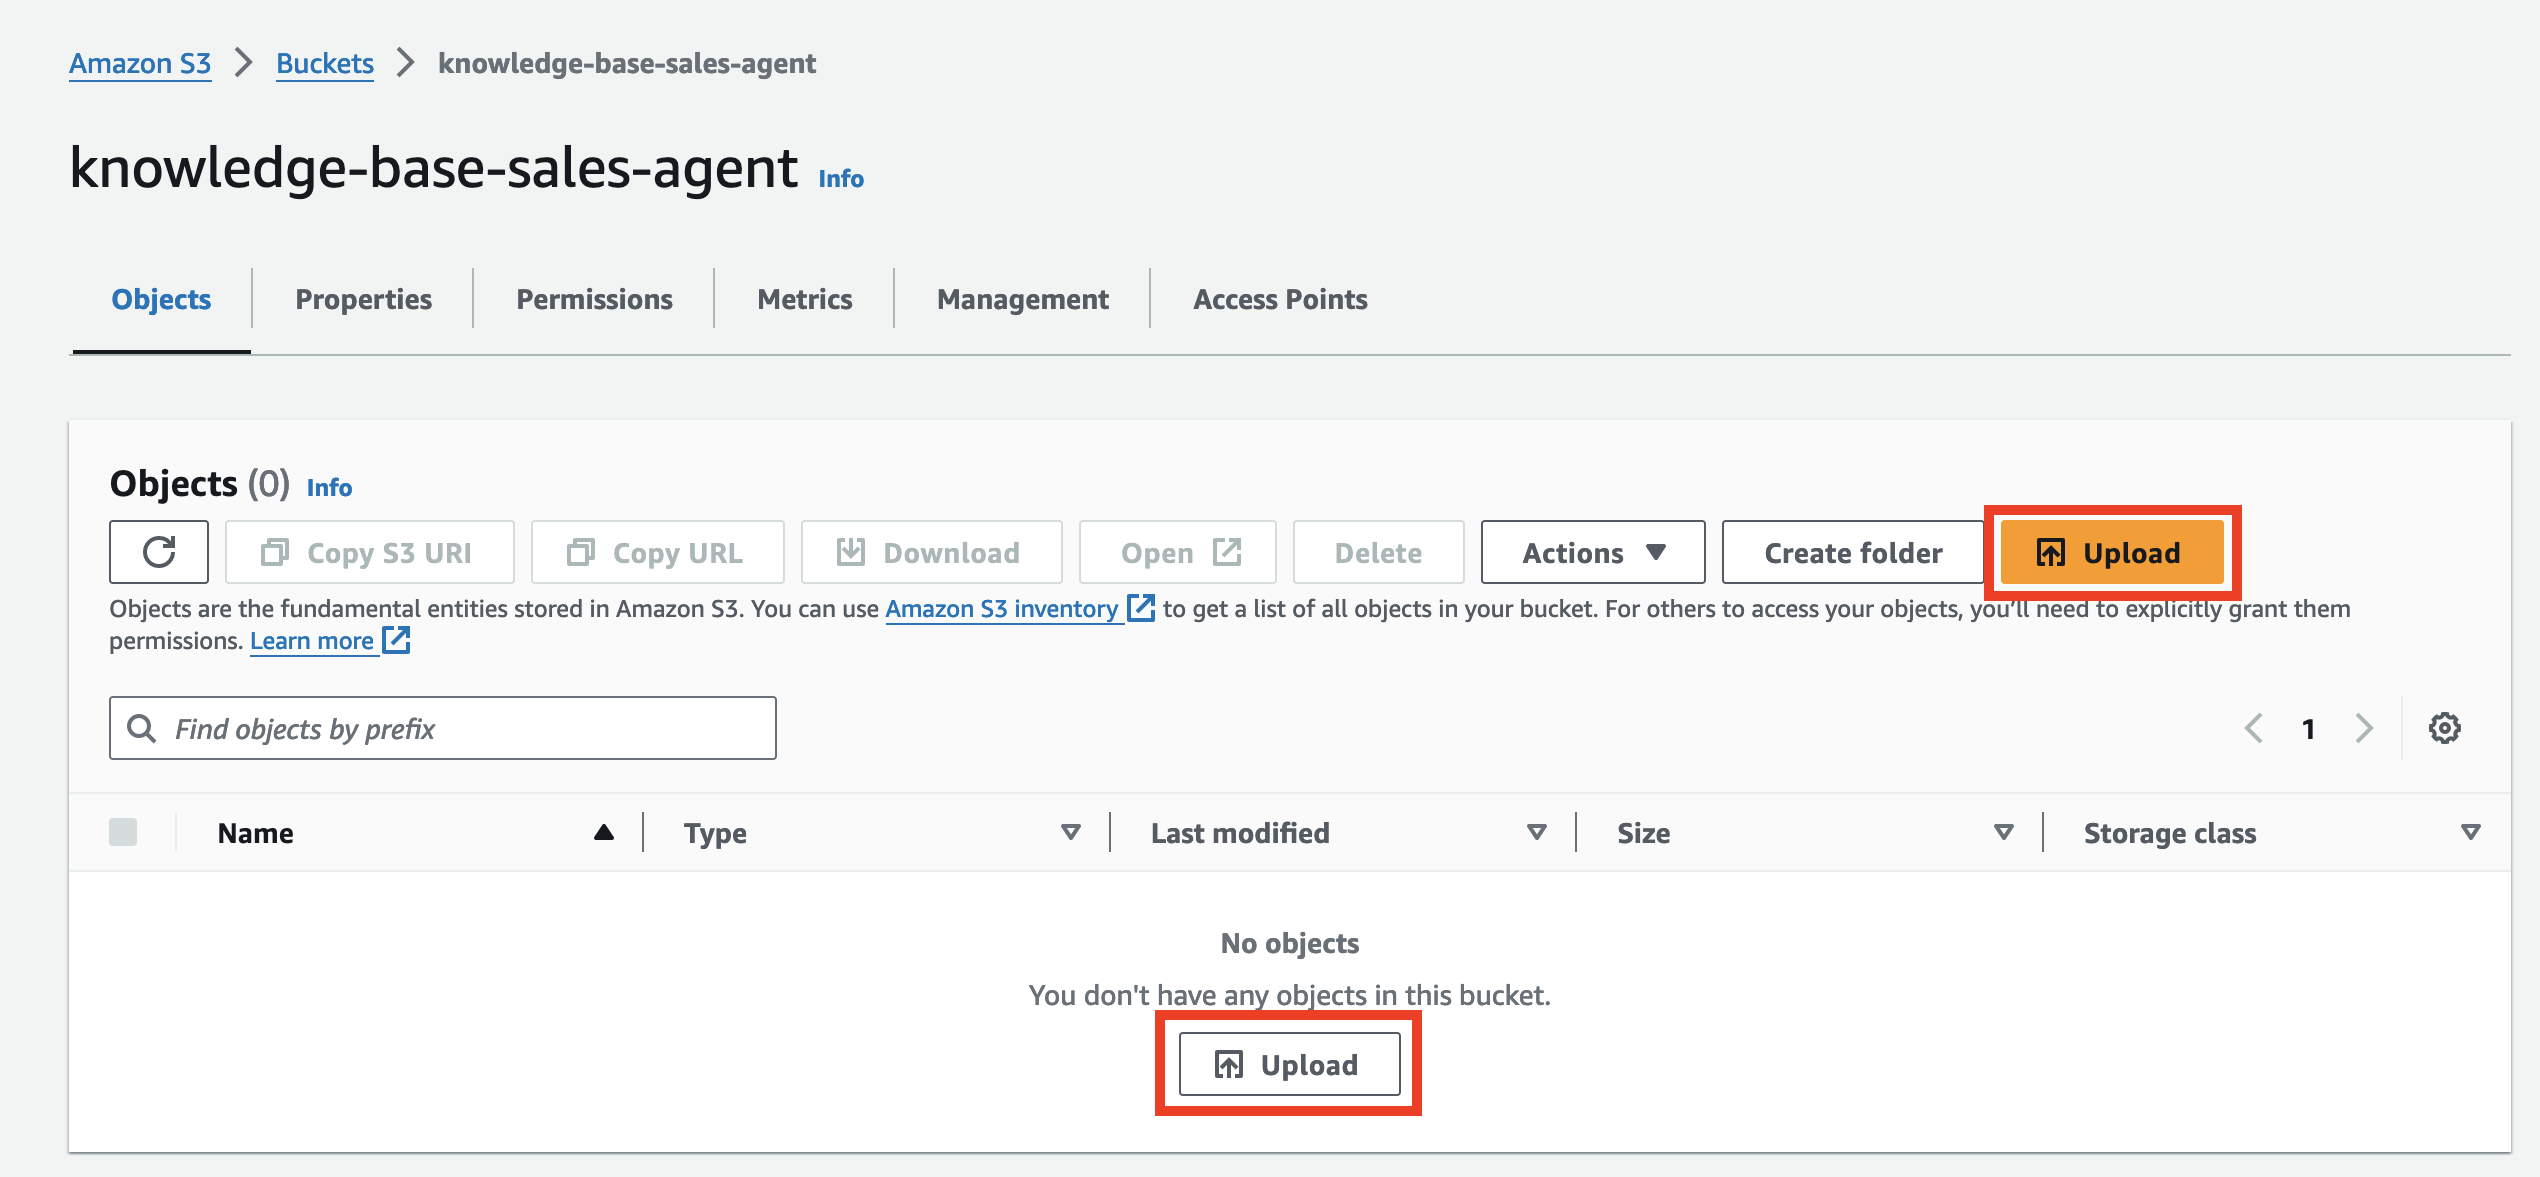 Amazon S3 > Buckets > knowledge-base-sales-agent
knowledge-base-sales-agent Info
Objects Properties Permissions Metrics Management Access Points
Objects (0) Info
Copy S3 URI Copy URL Download Open Delete Actions Create folder Upload
Objects are the fundamental entities stored in Amazon S3. You can use Amazon S3 inventory to get a list of all objects in your bucket. For others to access your objects, you’ll need to explicitly grant them
permissions. Learn more
Find objects by prefix 1
Name Type Last modified Size Storage class
No objects
You don't have any objects in this bucket.
Upload